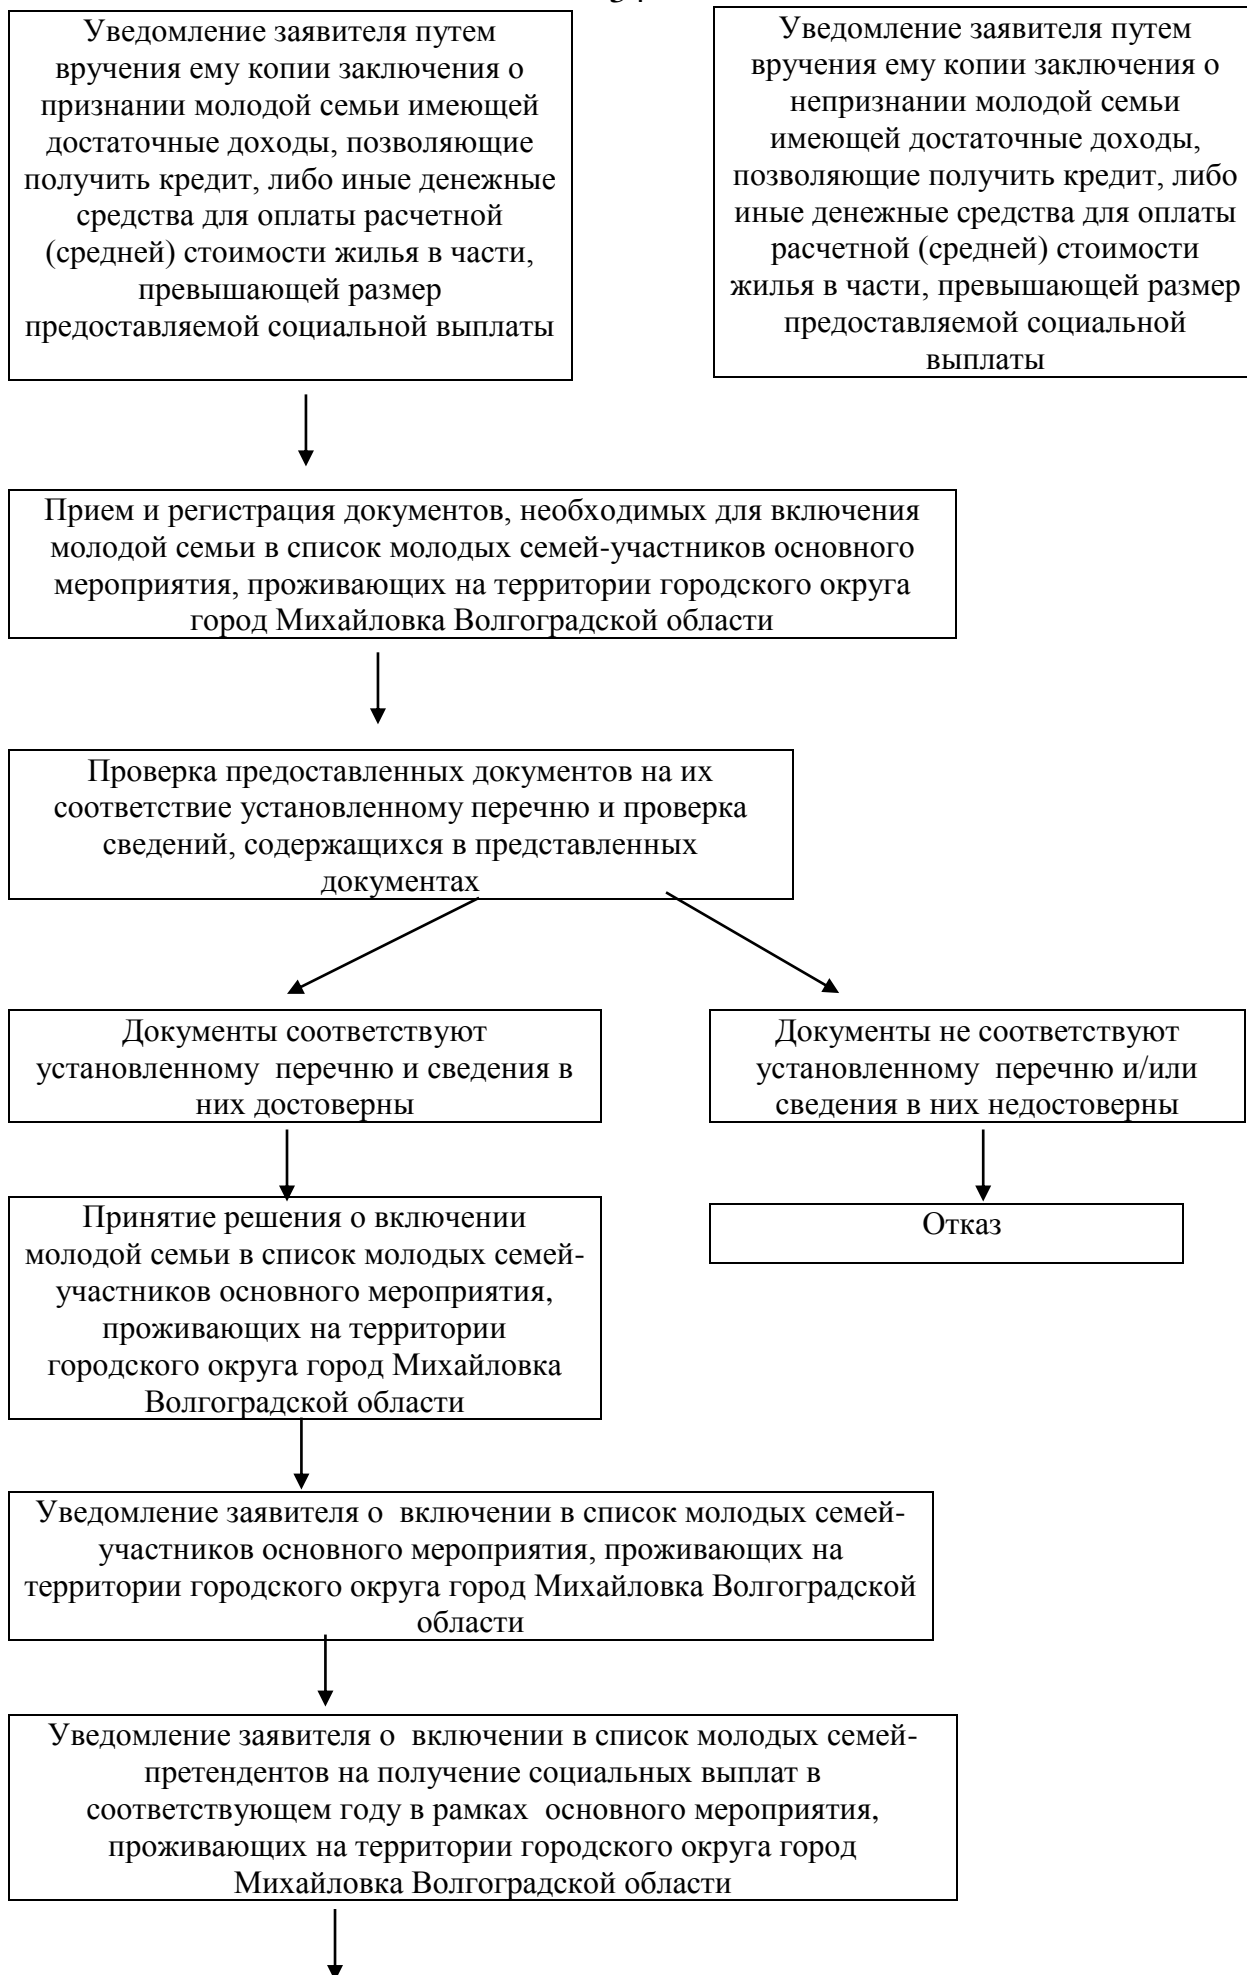 Уведомление заявителя путем
вручения ему копии заключения о
признании молодой семьи имеющей
достаточные доходы, позволяющие
получить кредит, либо иные денежные
средства для оплаты расчетной
(средней) стоимости жилья в части,
превышающей размер
предоставляемой социальной выплаты
Уведомление заявителя путем
вручения ему копии заключения о
непризнании молодой семьи
имеющей достаточные доходы,
позволяющие получить кредит, либо
иные денежные средства для оплаты
расчетной (средней) стоимости
жилья в части, превышающей размер
предоставляемой социальной
выплаты
Прием и регистрация документов, необходимых для включения
молодой семьи в список молодых семей-участников основного
мероприятия, проживающих на территории городского округа
город Михайловка Волгоградской области
Проверка предоставленных документов на их
соответствие установленному перечню и проверка
сведений, содержащихся в представленных
документах
Документы соответствуют
установленному  перечню и сведения в
них достоверны
Документы не соответствуют
установленному  перечню и/или
сведения в них недостоверны
Принятие решения о включении
молодой семьи в список молодых семей-
участников основного мероприятия,
проживающих на территории
городского округа город Михайловка
Волгоградской области
Отказ
Уведомление заявителя о  включении в список молодых семей-
участников основного мероприятия, проживающих на
территории городского округа город Михайловка Волгоградской
области
Уведомление заявителя о  включении в список молодых семей-
претендентов на получение социальных выплат в
соответствующем году в рамках  основного мероприятия,
проживающих на территории городского округа город
Михайловка Волгоградской области